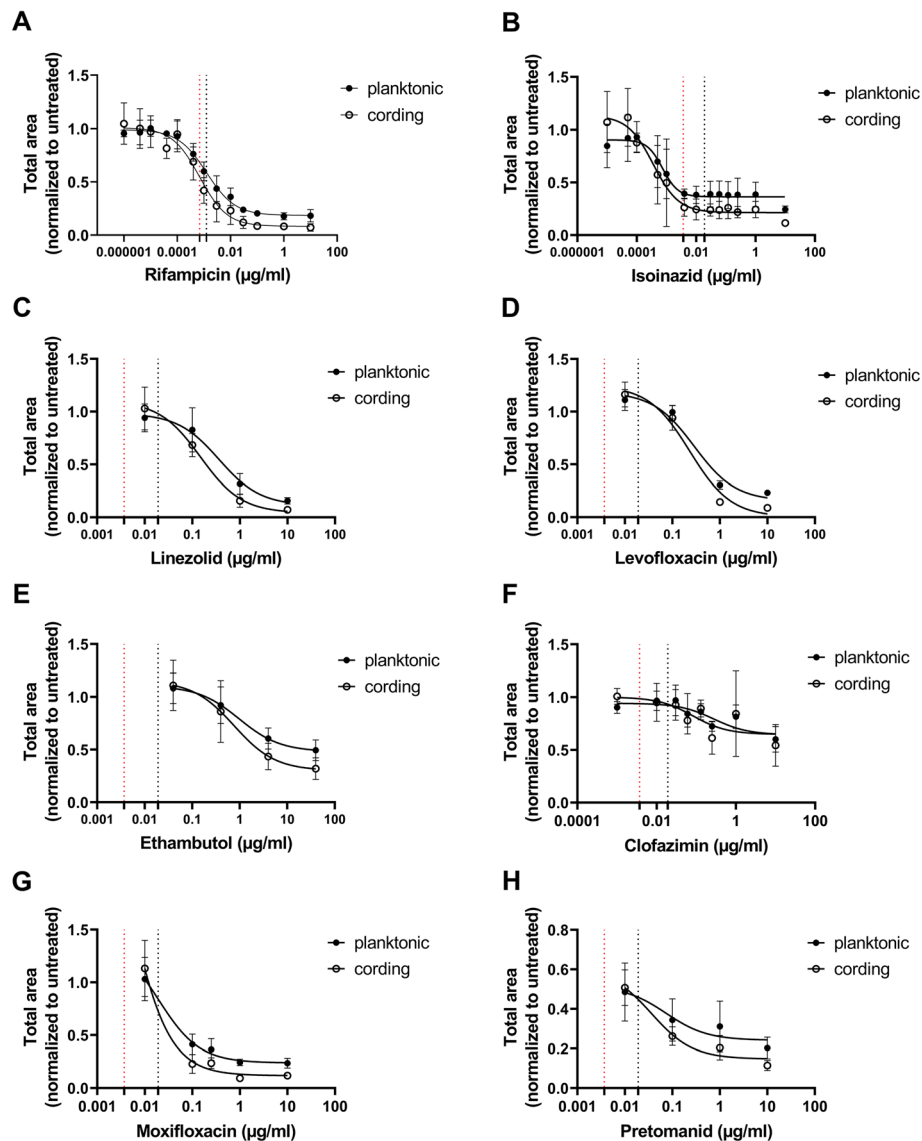 A
Total area
(normalized to untreated)
1.5
1.0
0.5
0.0
0.000001
0.0001
0.01
1
100
Rifampicin (µg/ml)
planktonic
cording
B
Total area
(normalized to untreated)
1.5
1.0
0.5
0.0
0.000001
0.0001
0.01
1
100
Isoinazid (µg/ml)
planktonic
cording
C
Total area
(normalized to untreated)
1.5
1.0
0.5
0.0
0.001
0.01
0.1
1
10
100
Linezolid (µg/ml)
planktonic
cording
D
Total area
(normalized to untreated)
1.5
1.0
0.5
0.0
0.001
0.01
0.1
1
10
100
Levofloxacin (µg/ml)
planktonic
cording
E
Total area
(normalized to untreated)
1.5
1.0
0.5
0.0
0.001
0.01
0.1
1
10
100
Ethambutol (µg/ml)
planktonic
cording
F
Total area
(normalized to untreated)
1.5
1.0
0.5
0.0
0.0001
0.01
1
100
Clofazimin (µg/ml)
planktonic
cording
G
Total area
(normalized to untreated)
1.5
1.0
0.5
0.0
0.001
0.01
0.1
1
10
100
Moxifloxacin (µg/ml)
planktonic
cording
H
Total area
(normalized to untreated)
0.8
0.6
0.4
0.2
0.0
0.001
0.01
0.1
1
10
100
Pretomanid (µg/ml)
planktonic
cording